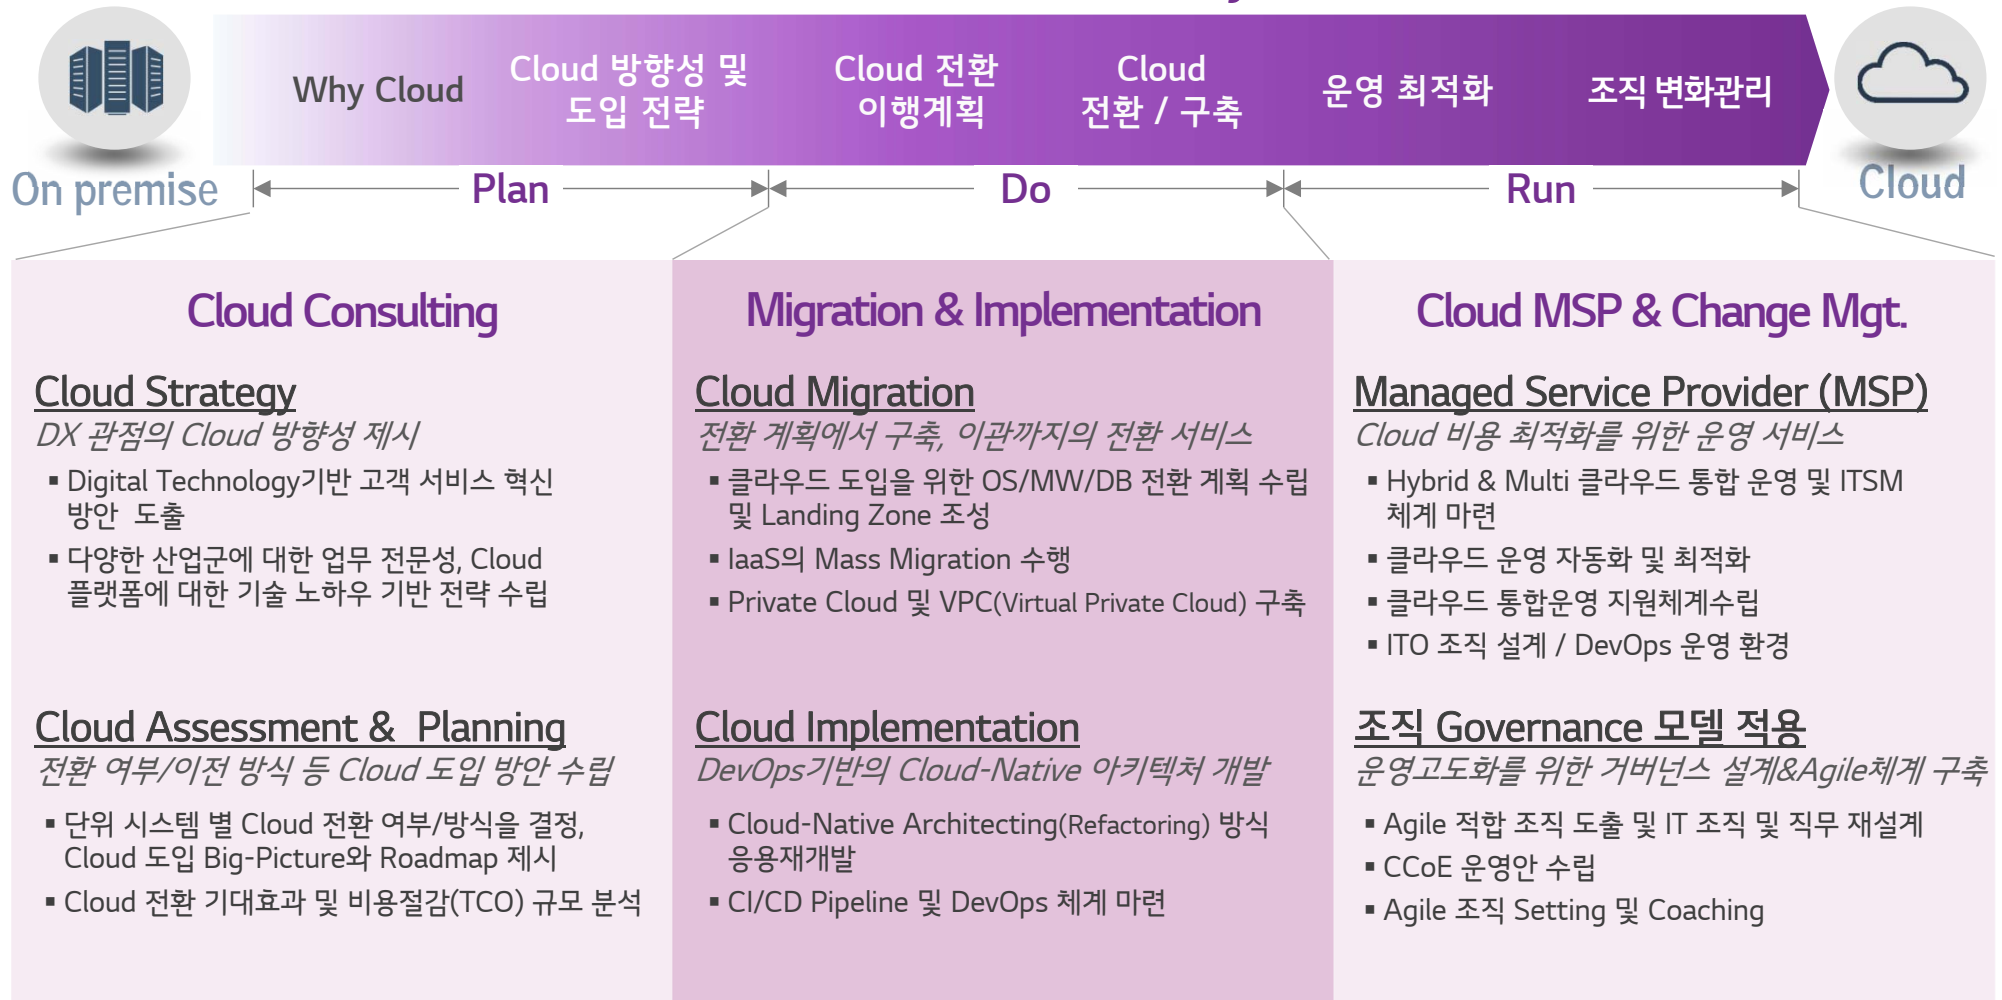 Why Cloud
Cloud 방향성 및
도입 전략
Cloud 전환
이행계획
Cloud
전환 / 구축
운영 최적화
조직 변화관리
On premise
Plan
Do
Run
Cloud
Cloud Consulting
Cloud Strategy
DX 관점의 Cloud 방향성 제시
▪ Digital Technology기반 고객 서비스 혁신
방안 도출
▪ 다양한 산업군에 대한 업무 전문성, Cloud
플랫폼에 대한 기술 노하우 기반 전략 수립
Cloud Assessment & Planning
전환 여부/이전 방식 등 Cloud 도입 방안 수립
▪ 단위 시스템 별 Cloud 전환 여부/방식을 결정,
Cloud 도입 Big-Picture와 Roadmap 제시
▪ Cloud 전환 기대효과 및 비용절감(TCO) 규모 분석
Migration & Implementation
Cloud Migration
전환 계획에서 구축, 이관까지의 전환 서비스
▪ 클라우드 도입을 위한 OS/MW/DB 전환 계획 수립
및 Landing Zone 조성
▪ IaaS의 Mass Migration 수행
▪ Private Cloud 및 VPC(Virtual Private Cloud) 구축
Cloud Implementation
DevOps기반의 Cloud-Native 아키텍처 개발
▪ Cloud-Native Architecting(Refactoring) 방식
응용재개발
▪ CI/CD Pipeline 및 DevOps 체계 마련
Cloud MSP & Change Mgt.
Managed Service Provider (MSP)
Cloud 비용 최적화를 위한 운영 서비스
▪ Hybrid & Multi 클라우드 통합 운영 및 ITSM
체계 마련
▪ 클라우드 운영 자동화 및 최적화
▪ 클라우드 통합운영 지원체계수립
▪ ITO 조직 설계 / DevOps 운영 환경
조직 Governance 모델 적용
운영고도화를 위한 거버넌스 설계&Agile체계 구축
▪ Agile 적합 조직 도출 및 IT 조직 및 직무 재설계
▪ CCoE 운영안 수립
▪ Agile 조직 Setting 및 Coaching